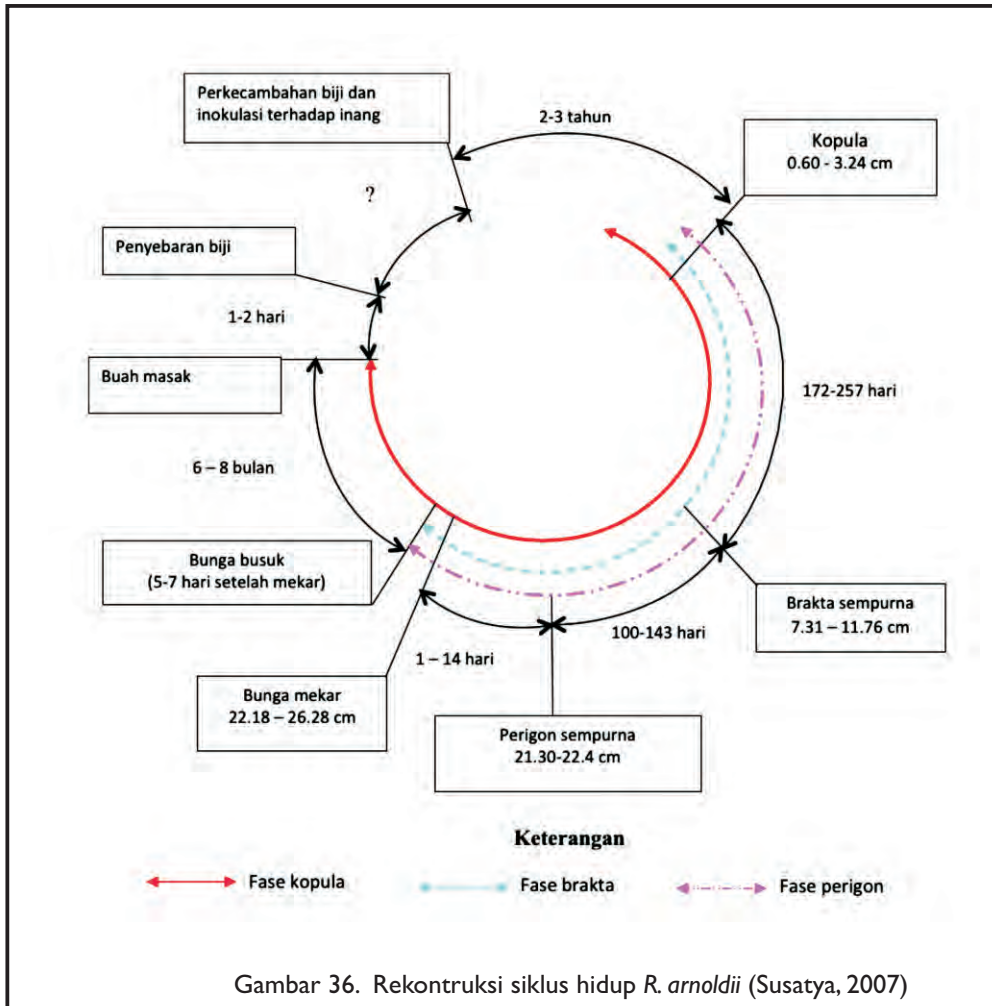 Perkecambahan biji dan
inokulasi terhadap inang
2-3 tahun
Kopula
0.60 - 3.24 cm
?
Penyebaran biji
1-2 hari
Buah masak
172-257 hari
6 – 8 bulan
Bunga busuk
(5-7 hari setelah mekar)
Brakta sempurna
7.31 – 11.76 cm
100-143 hari
1 – 14 hari
Bunga mekar
22.18 – 26.28 cm
Perigon sempurna
21.30-22.4 cm
Keterangan
Fase kopula
Fase brakta
Fase perigon
Gambar 36. Rekontruksi siklus hidup R. arnoldii (Susatya, 2007)